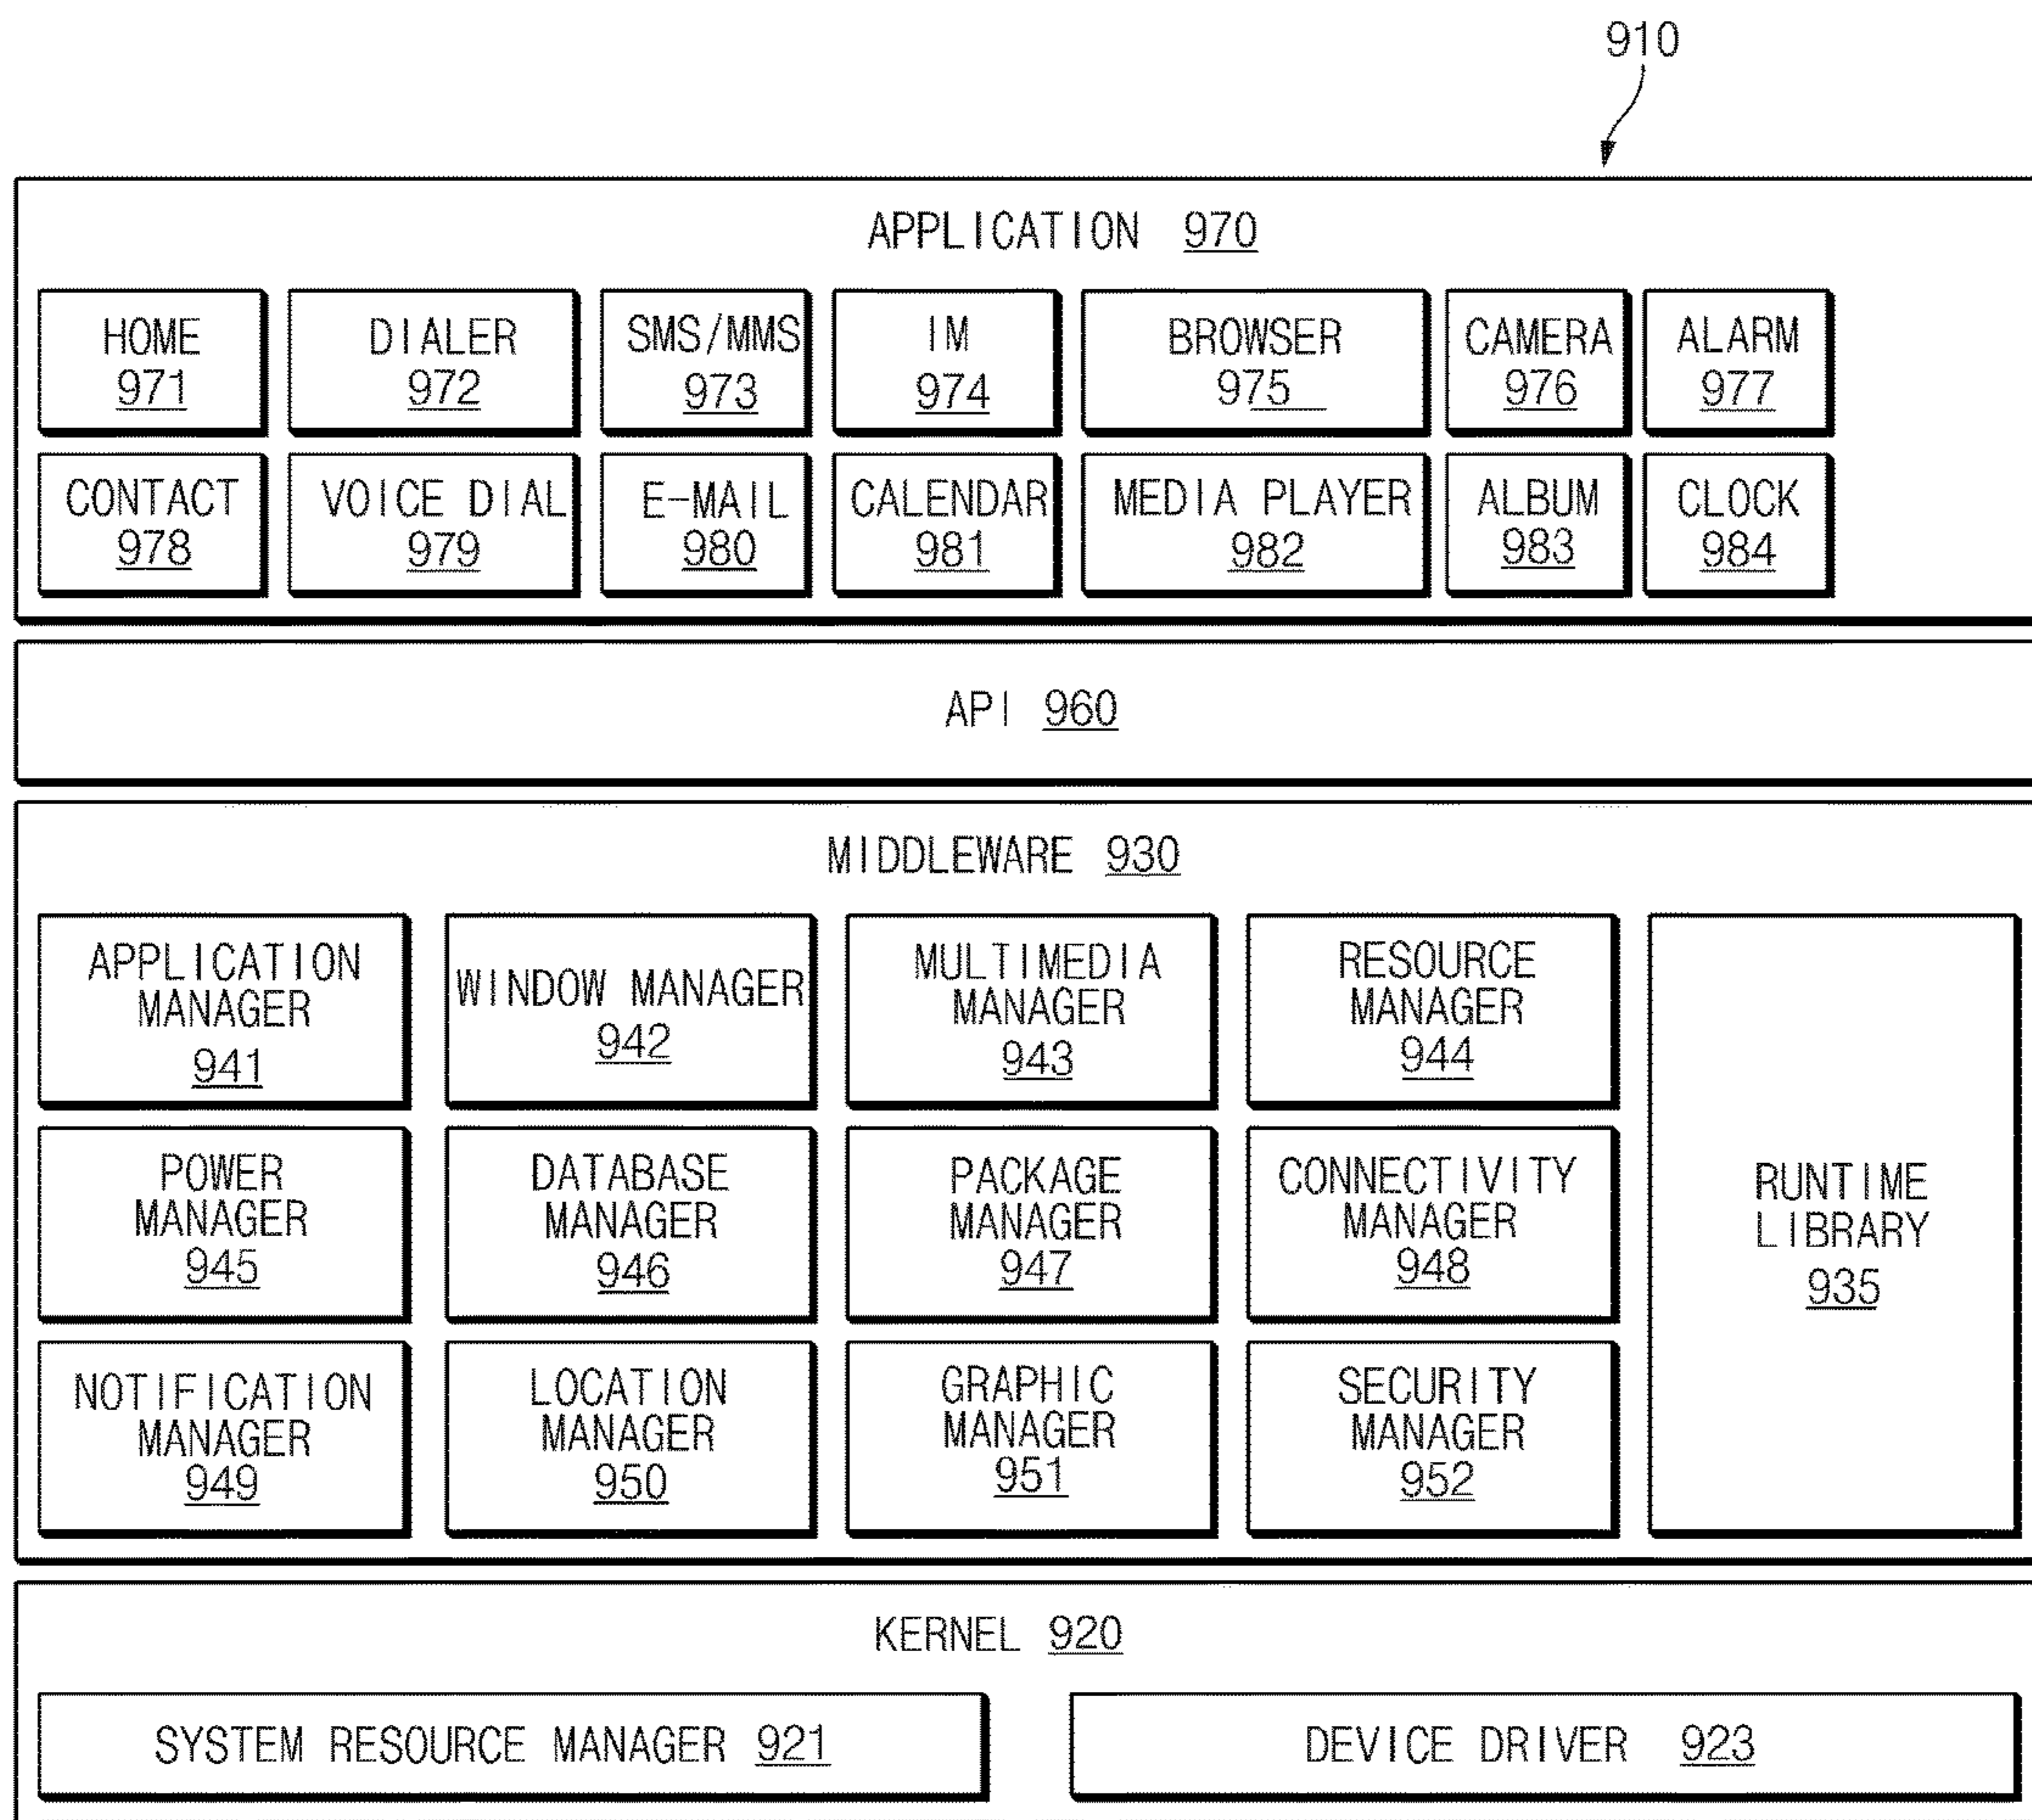 910
APPLICATION 970
HOME
971
DIALER
972
SMS/MMS
973
IM
974
BROWSER
975
CAMERA
976
ALARM
977
CONTACT
978
VOICE DIAL
979
E-MAIL
980
CALENDAR
981
MEDIA PLAYER
982
ALBUM
983
CLOCK
984
API 960
MIDDLEWARE 930
APPLICATION
MANAGER
941
WINDOW MANAGER
942
MULTIMEDIA
MANAGER
943
RESOURCE
MANAGER
944
POWER
MANAGER
945
DATABASE
MANAGER
946
PACKAGE
MANAGER
947
CONNECTIVITY
MANAGER
948
RUNTIME
LIBRARY
935
NOTIFICATION
MANAGER
949
LOCATION
MANAGER
950
GRAPHIC
MANAGER
951
SECURITY
MANAGER
952
KERNEL 920
SYSTEM RESOURCE MANAGER 921
DEVICE DRIVER 923